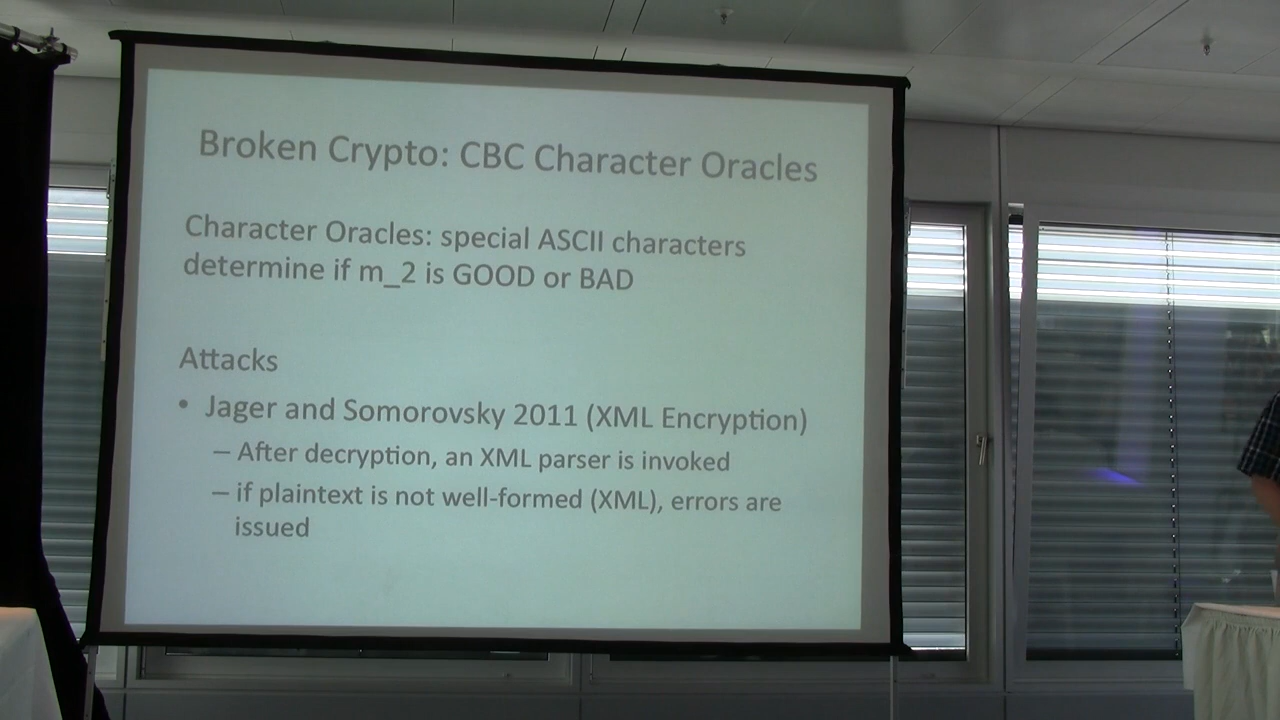 Broken Crypto: CBC Character Oracles
Character Oracles: special ASCII characters
determine if m_2 is GOOD or BAD
Attacks
• Jager and Somorovsky 2011 (XML Encryption)
– After decryption, an XML parser is invoked
– if plaintext is not well-formed (XML), errors are
issued